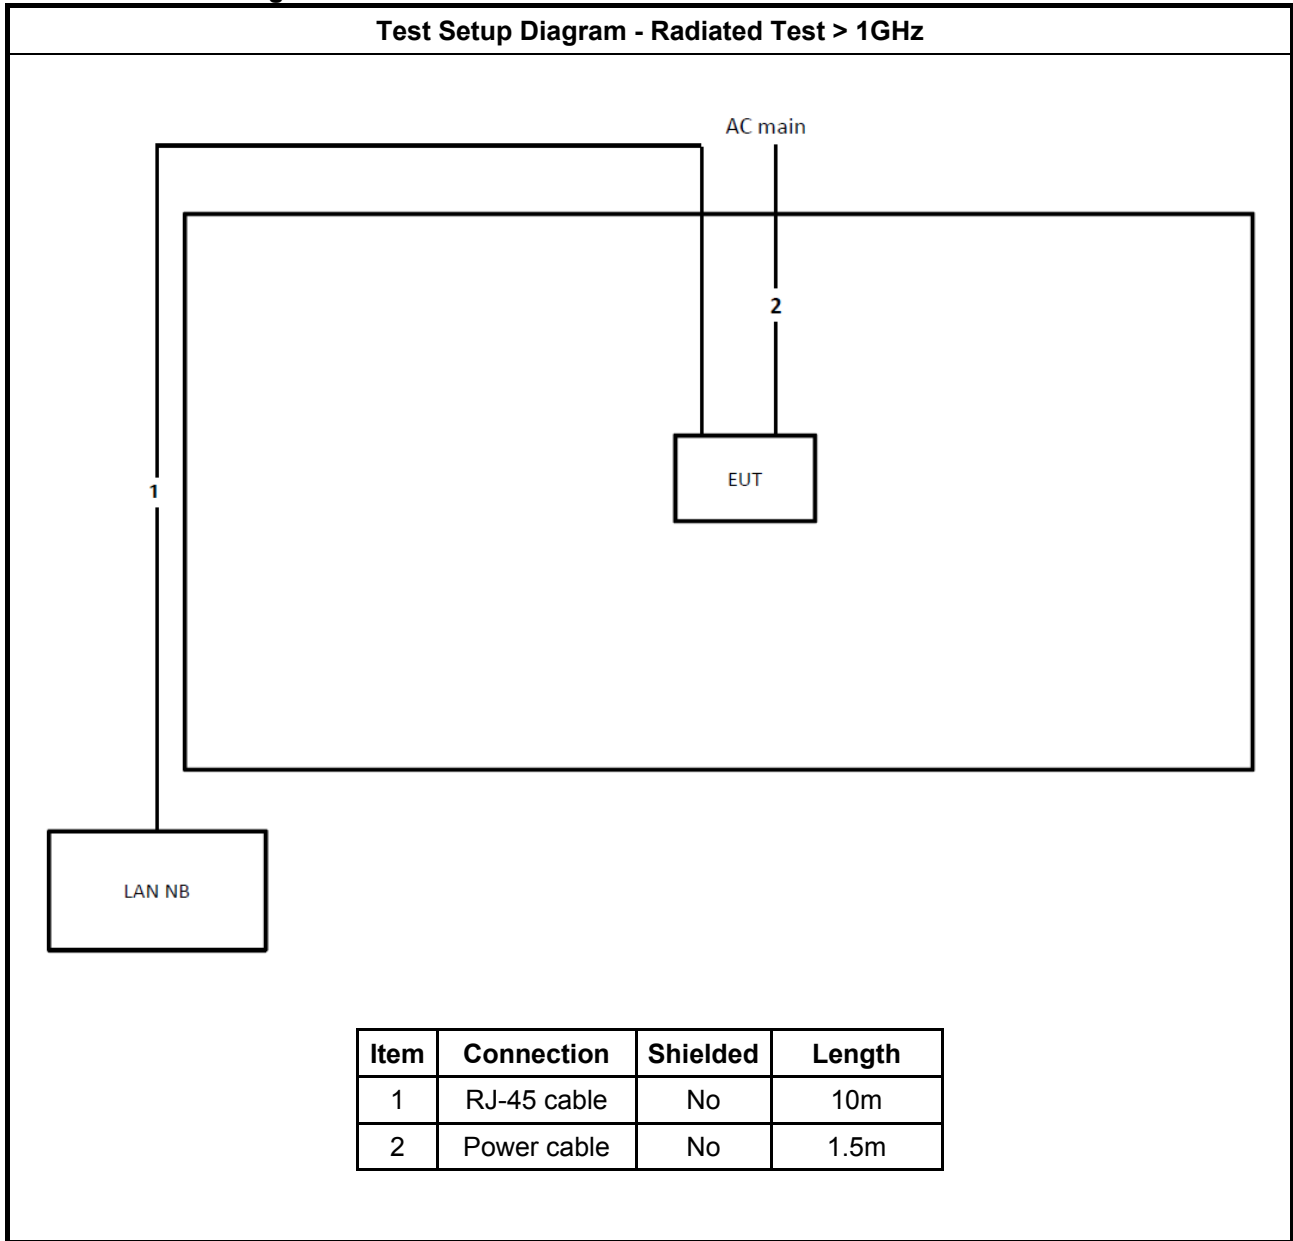 Test Setup Diagram - Radiated Test > 1GHz
AC main
2
1
EUT
LAN NB
Item Connection Shielded Length
1 RJ-45 cable No 10m
2 Power cable No 1.5m